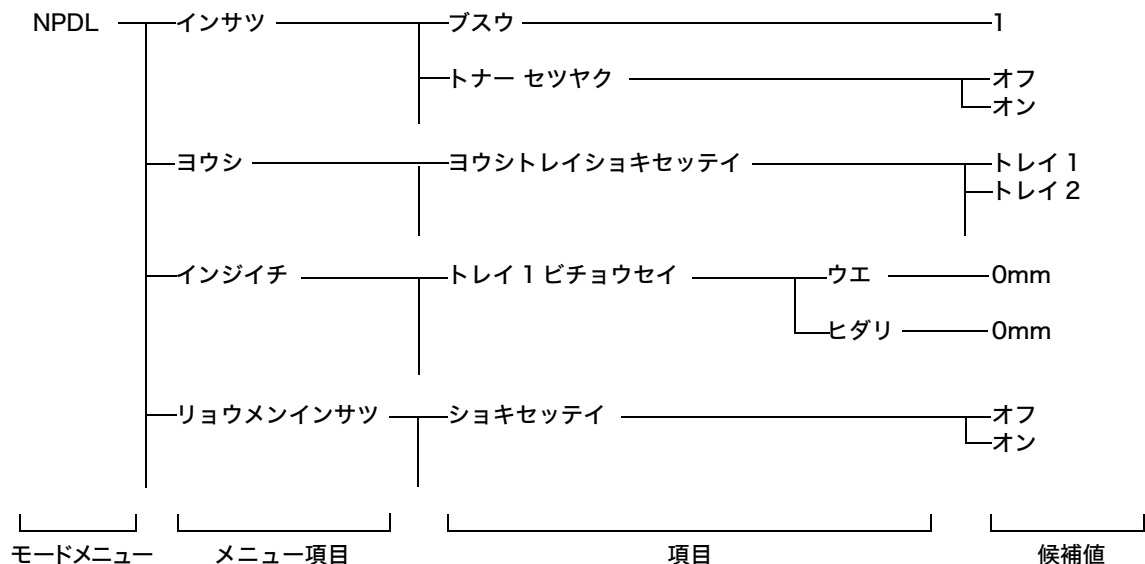 NPDL インサツ ブスウ 1
トナー セツヤク オフ
オン
ヨウシ ヨウシトレイショキセッテイ トレイ 1
トレイ 2
インジイチ トレイ 1 ビチョウセイ ウエ 0mm
ヒダリ 0mm
リョウメンインサツ ショキセッテイ オフ
オン
モードメニュー メニュー項目 項目 候補値